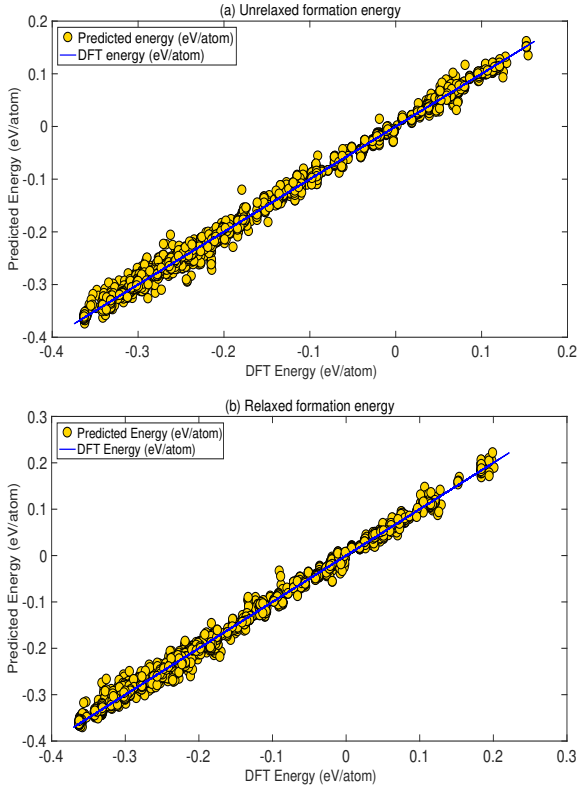 (a) Unrelaxed formation energy
0.2
Predicted energy (eV/atom)
DFT energy (eV/atom)
0.1
0
-0.1
-0.2
-0.3
-0.4
Predicted Energy (eV/atom)
-0.4 -0.3 -0.2 -0.1 0 0.1 0.2
DFT Energy (eV/atom)
(b) Relaxed formation energy
0.3
Predicted Energy (eV/atom)
DFT Energy (eV/atom)
0.2
0.1
0
-0.1
-0.2
-0.3
-0.4
Predicted Energy (eV/atom)
-0.4 -0.3 -0.2 -0.1 0 0.1 0.2 0.3
DFT Energy (eV/atom)